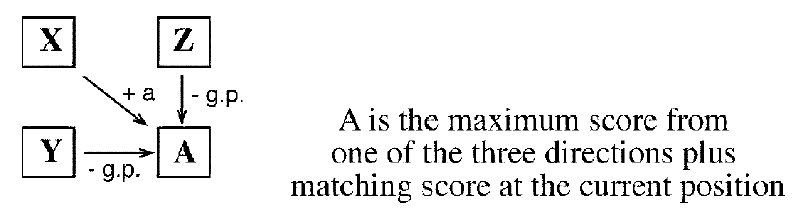 X Z
+ a - g.p.
Y A
- g.p.
A is the maximum score from
one of the three directions plus
matching score at the current position